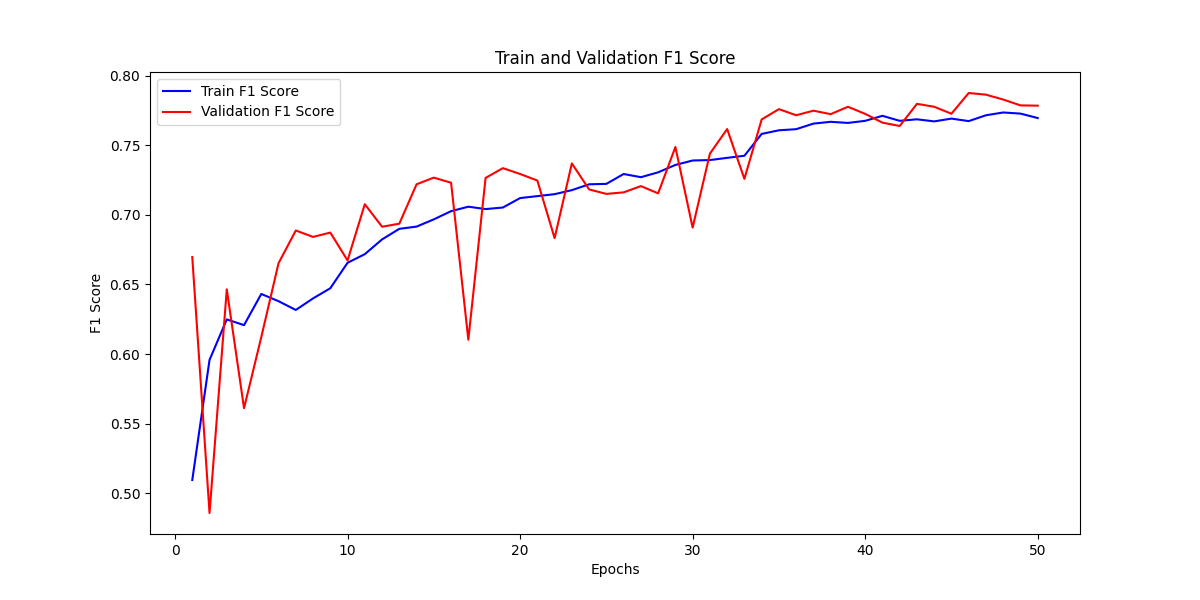 Train and Validation F1 Score
Train F1 Score
Validation F1 Score
F1 Score
0.80
0.75
0.70
0.65
0.60
0.55
0.50
0 10 20 30 40 50
Epochs